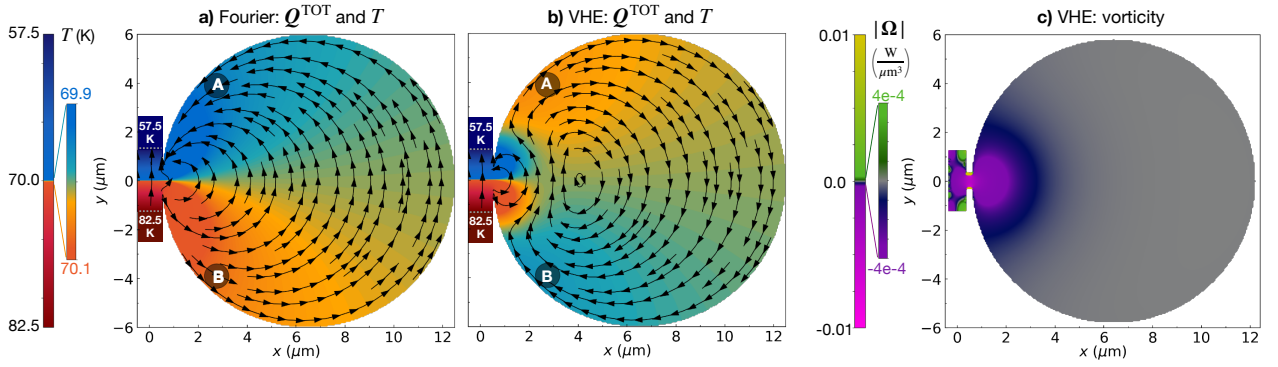 a) Fourier: Q^TOT and T
b) VHE: Q^TOT and T
c) VHE: vorticity
57.5
T (K)
69.9
70.0
70.1
82.5
6
4
2
0
−2
−4
−6
y (μm)
A
B
57.5
K
82.5
K
0 2 4 6 8 10 12
x (μm)
A
B
57.5
K
82.5
K
0 2 4 6 8 10 12
x (μm)
0.01
|Ω|
(W/μm³)
4e-4
0.0
-4e-4
-0.01
6
4
2
0
−2
−4
−6
y (μm)
0 2 4 6 8 10 12
x (μm)